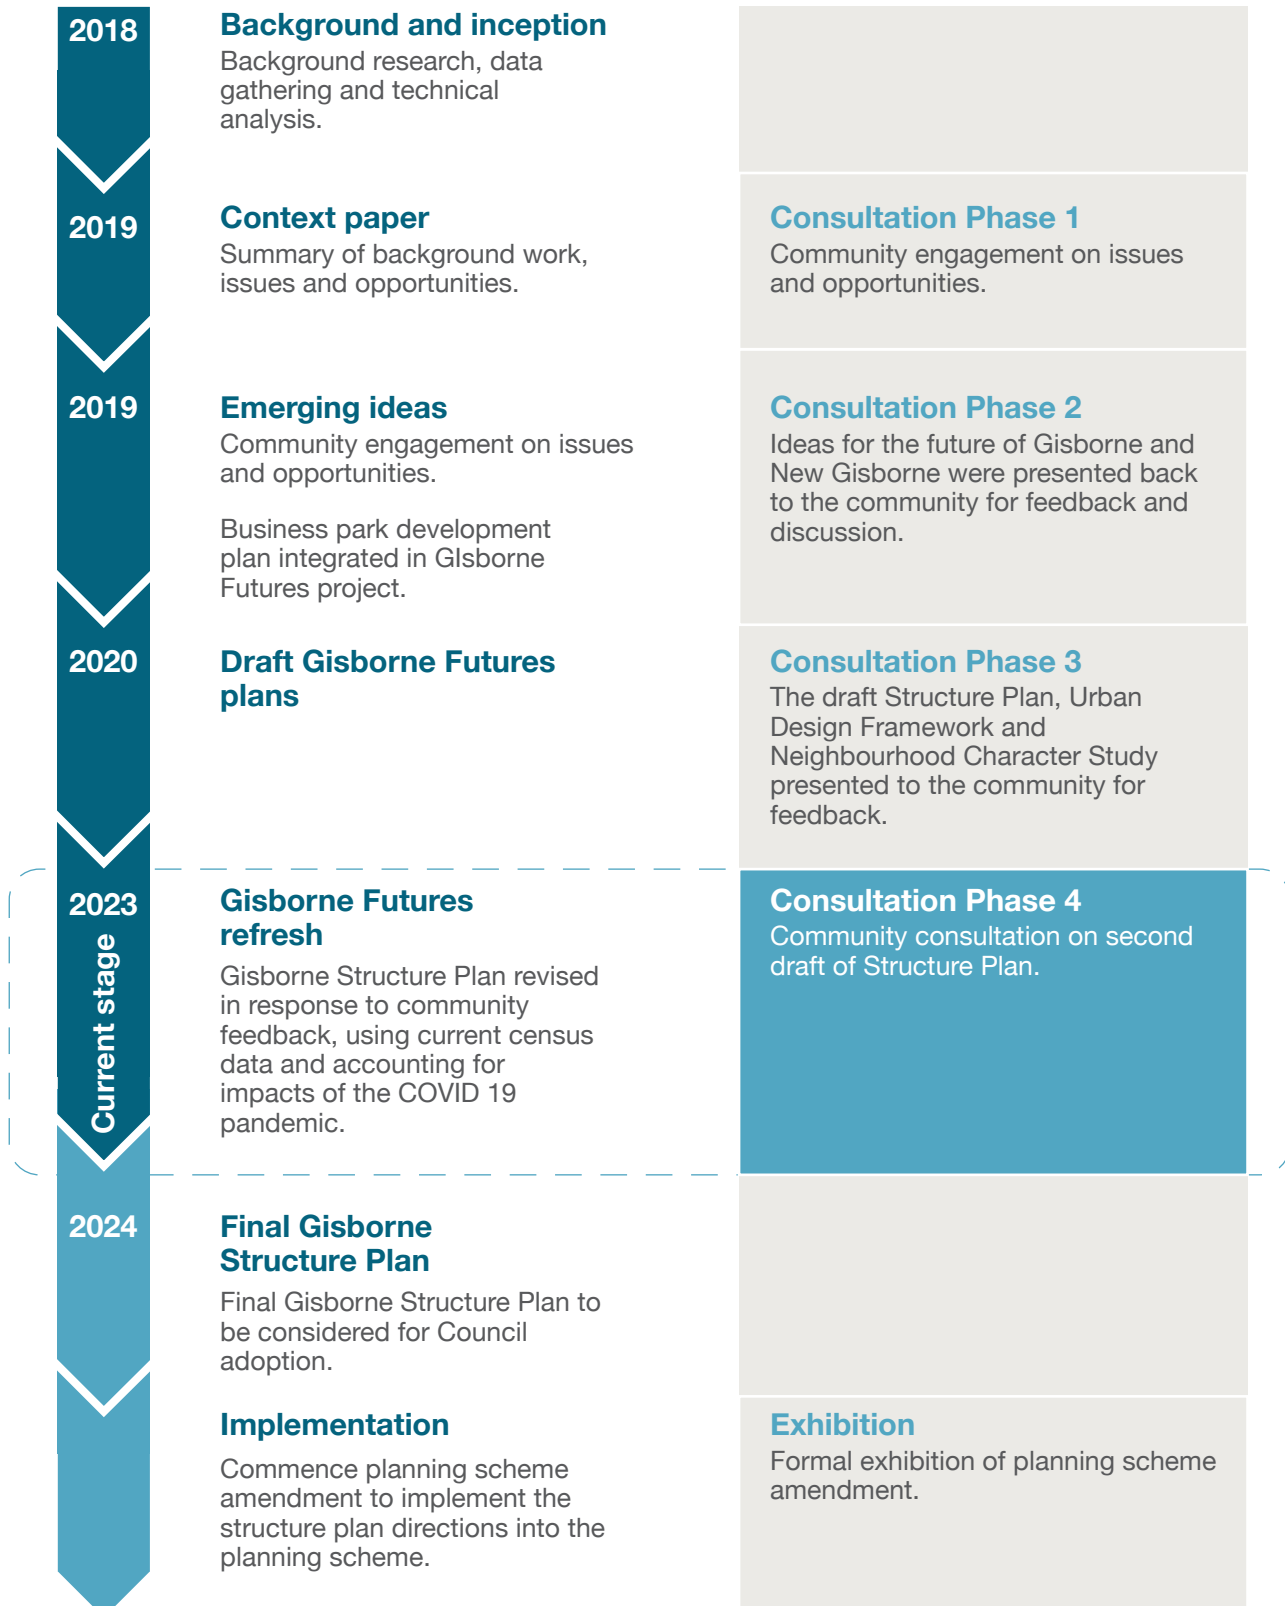 2018
Background and inception
Background research, data
gathering and technical
analysis.
2019
Context paper
Summary of background work,
issues and opportunities.
Consultation Phase 1
Community engagement on issues
and opportunities.
2019
Emerging ideas
Community engagement on issues
and opportunities.
Business park development
plan integrated in GIsborne
Futures project.
Consultation Phase 2
Ideas for the future of Gisborne and
New Gisborne were presented back
to the community for feedback and
discussion.
2020
Draft Gisborne Futures
plans
Consultation Phase 3
The draft Structure Plan, Urban
Design Framework and
Neighbourhood Character Study
presented to the community for
feedback.
2023
Current stage
Gisborne Futures
refresh
Gisborne Structure Plan revised
in response to community
feedback, using current census
data and accounting for
impacts of the COVID 19
pandemic.
Consultation Phase 4
Community consultation on second
draft of Structure Plan.
2024
Final Gisborne
Structure Plan
Final Gisborne Structure Plan to
be considered for Council
adoption.
Implementation
Commence planning scheme
amendment to implement the
structure plan directions into the
planning scheme.
Exhibition
Formal exhibition of planning scheme
amendment.